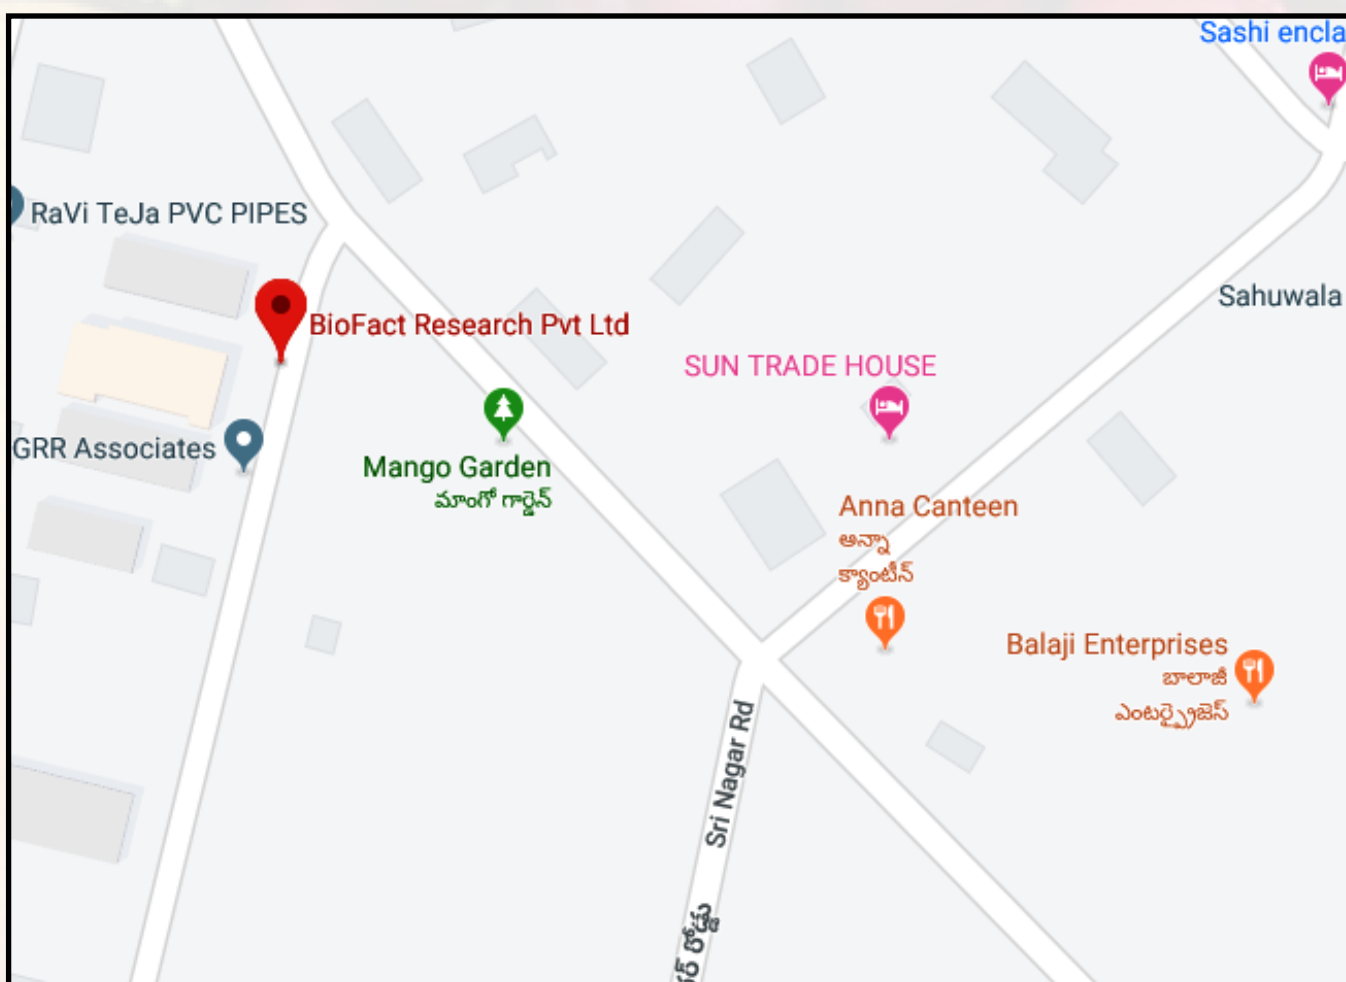 Sashi encla
RaVi TeJa PVC PIPES
Sahuwala
BioFact Research Pvt Ltd
SUN TRADE HOUSE
GRR Associates
Mango Garden
మాంగో గార్డెన్
Anna Canteen
అన్నా
క్యాంటీన్
Balaji Enterprises
బాలాజీ
ఎంటర్ప్రైజెస్
Sri Nagar Rd
రోడ్డు